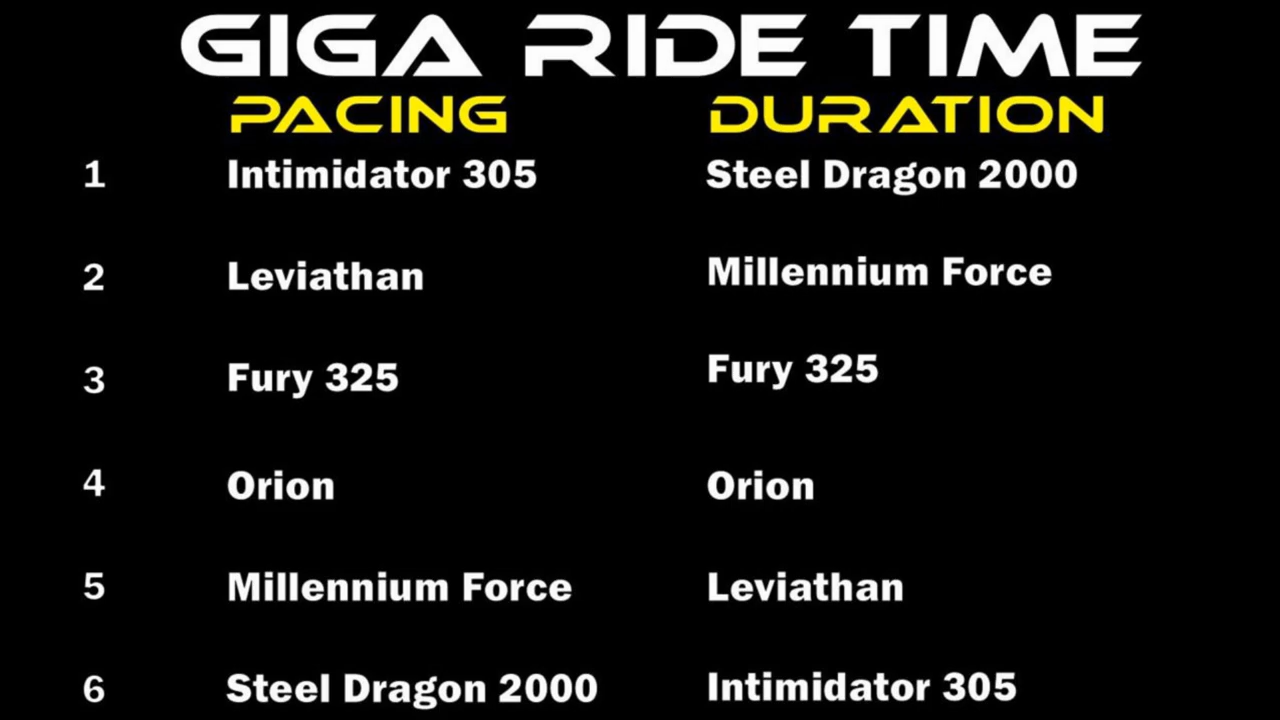 GIGA RIDE TIME
PACING DURATION
1 Intimidator 305 Steel Dragon 2000
2 Leviathan Millennium Force
3 Fury 325 Fury 325
4 Orion Orion
5 Millennium Force Leviathan
6 Steel Dragon 2000 Intimidator 305